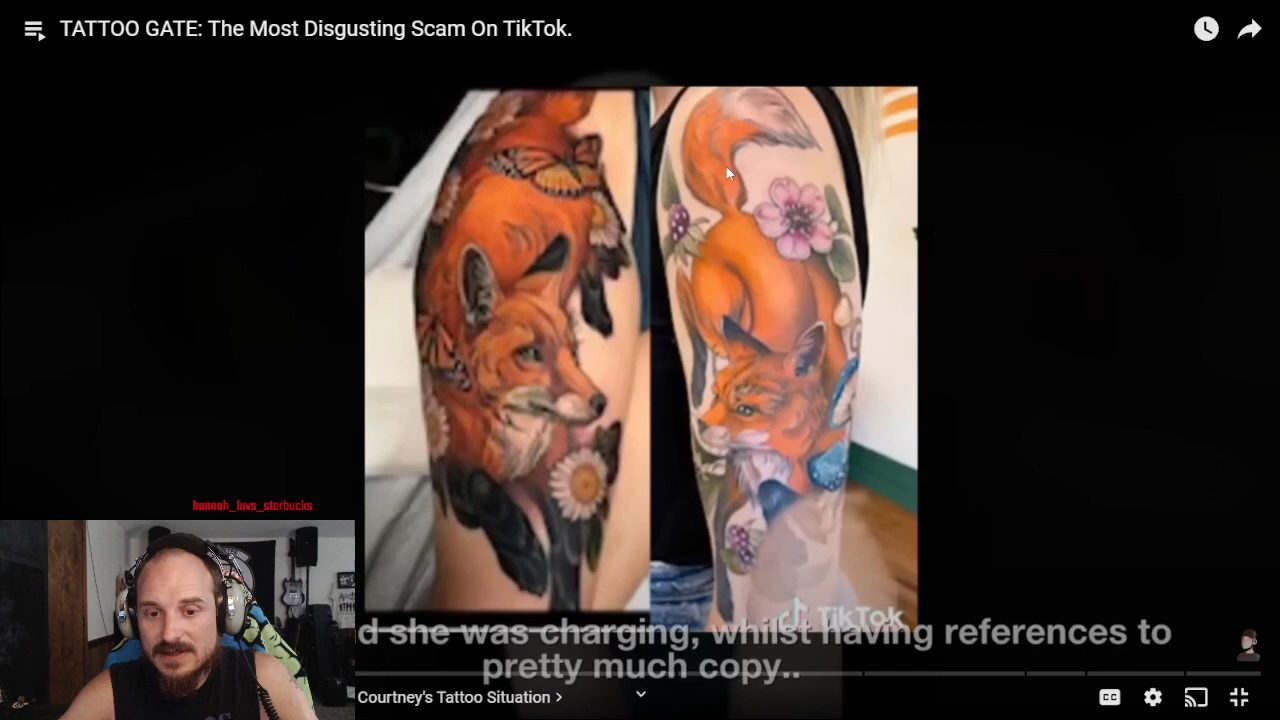 TATTOO GATE: The Most Disgusting Scam On TikTok.
hannah_luvs_starbucks
TikTok
d she was charging, whilst having references to
pretty much copy..
Courtney's Tattoo Situation >
CC